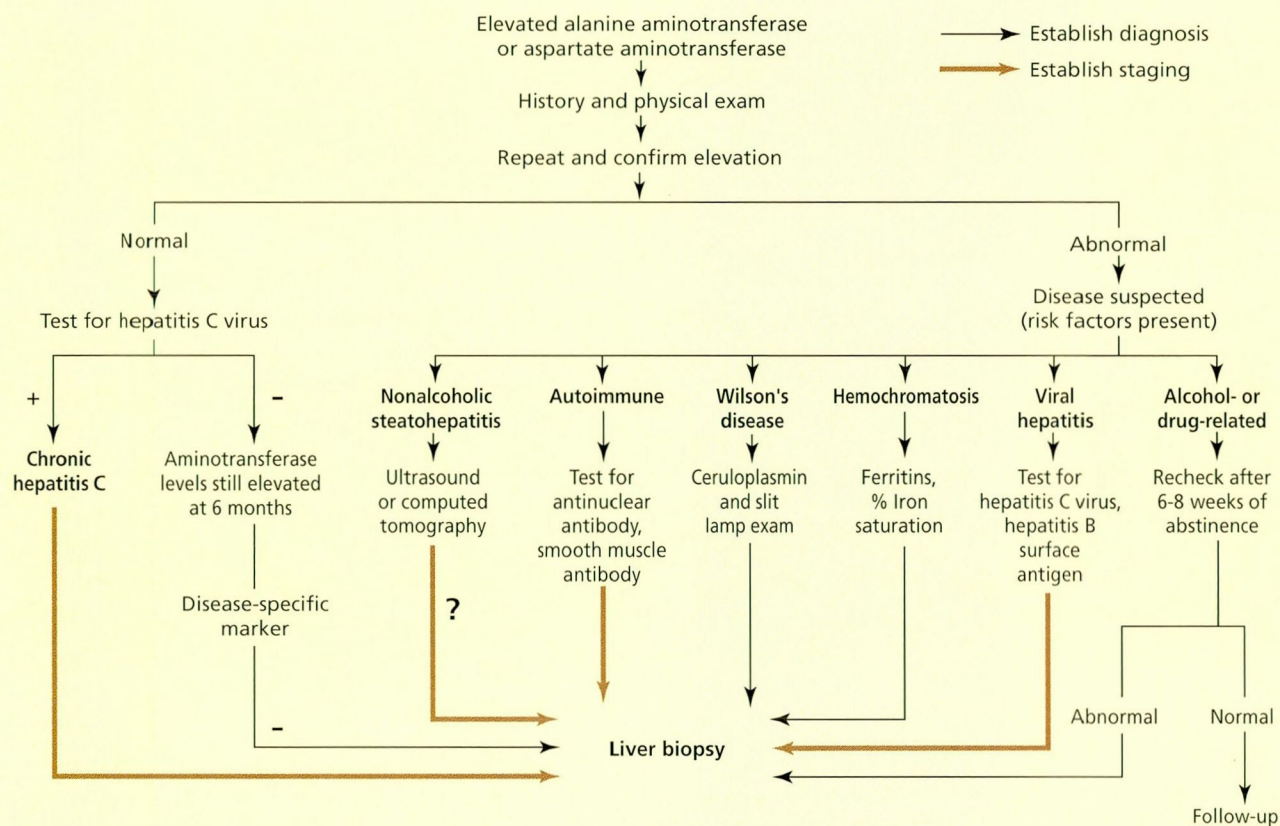 Elevated alanine aminotransferase
or aspartate aminotransferase
Establish diagnosis
Establish staging
History and physical exam
Repeat and confirm elevation
Normal
Abnormal
Test for hepatitis C virus
Disease suspected
(risk factors present)
+
–
Chronic
hepatitis C
Aminotransferase
levels still elevated
at 6 months
Disease-specific
marker
–
Nonalcoholic
steatohepatitis
Ultrasound
or computed
tomography
?
Autoimmune
Test for
antinuclear
antibody,
smooth muscle
antibody
Wilson's
disease
Ceruloplasmin
and slit
lamp exam
Hemochromatosis
Ferritins,
% Iron
saturation
Viral
hepatitis
Test for
hepatitis C virus,
hepatitis B
surface
antigen
Alcohol- or
drug-related
Recheck after
6-8 weeks of
abstinence
Abnormal
Normal
Liver biopsy
Follow-up